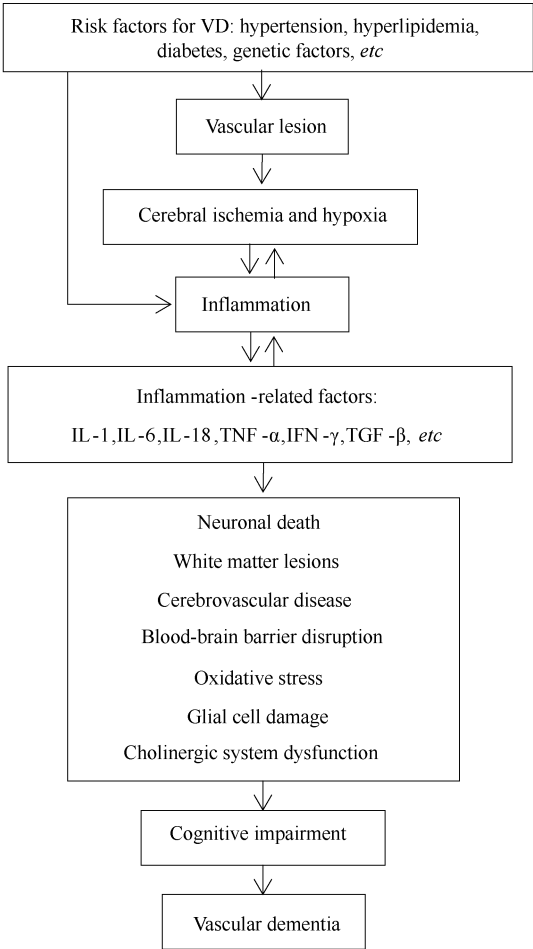 Risk factors for VD: hypertension, hyperlipidemia,
diabetes, genetic factors, etc
Vascular lesion
Cerebral ischemia and hypoxia
Inflammation
Inflammation -related factors:
IL-1,IL-6,IL-18,TNF -α,IFN -γ,TGF -β, etc
Neuronal death
White matter lesions
Cerebrovascular disease
Blood-brain barrier disruption
Oxidative stress
Glial cell damage
Cholinergic system dysfunction
Cognitive impairment
Vascular dementia